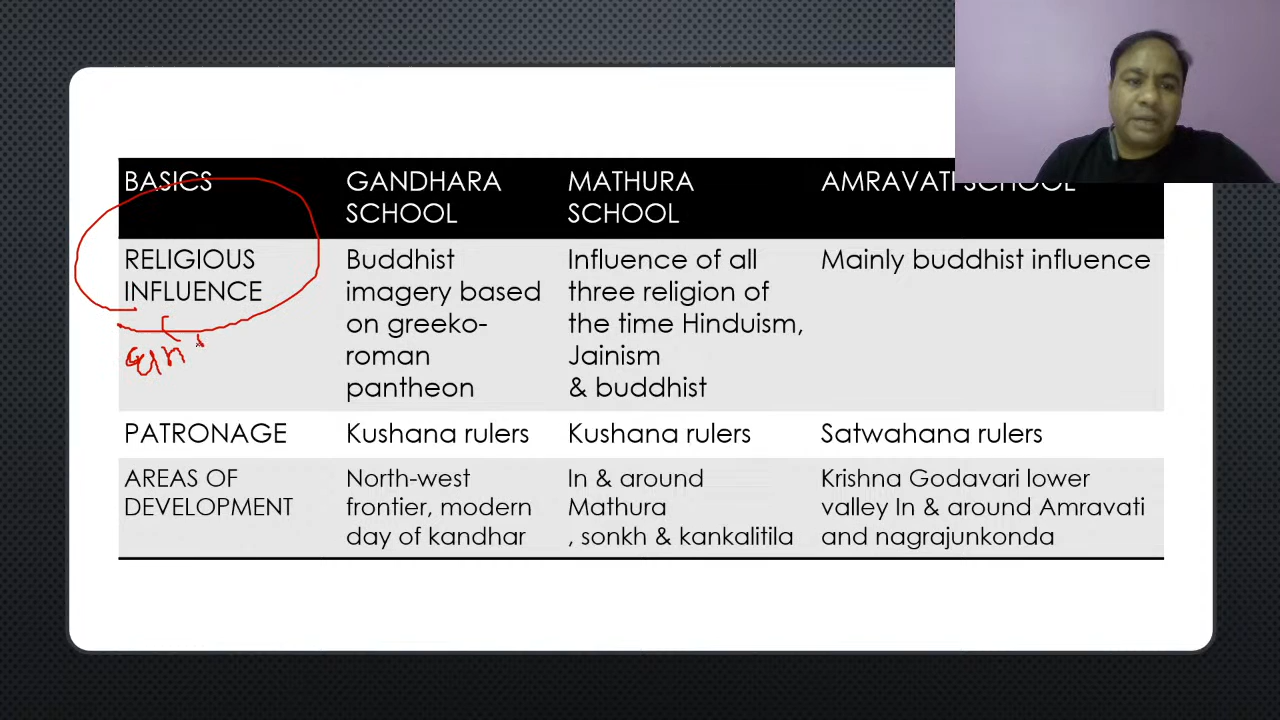 BASICS
GANDHARA
SCHOOL
MATHURA
SCHOOL
AMRAVATI SCHOOL
RELIGIOUS
INFLUENCE
Buddhist
imagery based
on greeko-
roman
pantheon
Influence of all
three religion of
the time Hinduism,
Jainism
& buddhist
Mainly buddhist influence
PATRONAGE
Kushana rulers
Kushana rulers
Satwahana rulers
AREAS OF
DEVELOPMENT
North-west
frontier, modern
day of kandhar
In & around
Mathura
, sonkh & kankalitila
Krishna Godavari lower
valley In & around Amravati
and nagrajunkonda